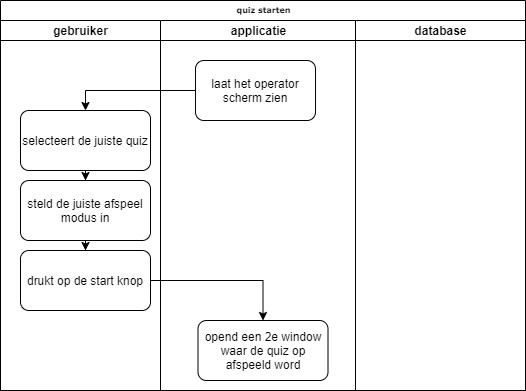 quiz starten
gebruiker
applicatie
database
laat het operator
scherm zien
selecteert de juiste quiz
steld de juiste afspeel
modus in
drukt op de start knop
opend een 2e window
waar de quiz op
afspeeld word